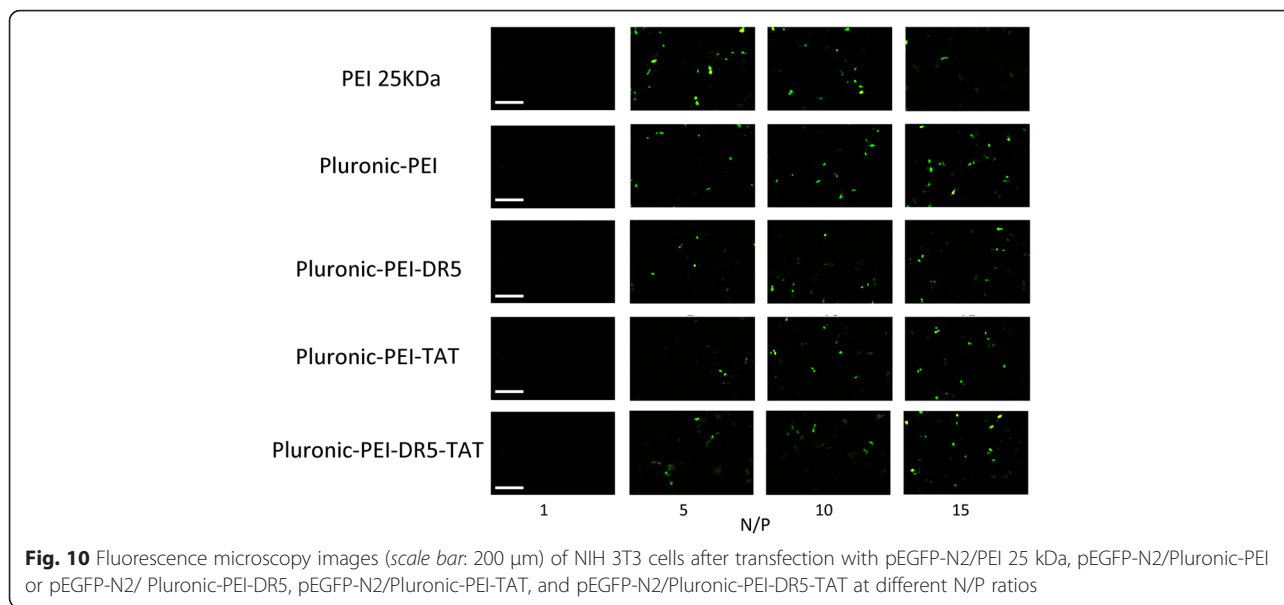 PEI 25KDa
Pluronic-PEI
Pluronic-PEI-DR5
Pluronic-PEI-TAT
Pluronic-PEI-DR5-TAT
1 5 10 15
N/P
Fig. 10 Fluorescence microscopy images (scale bar: 200 μm) of NIH 3T3 cells after transfection with pEGFP-N2/PEI 25 kDa, pEGFP-N2/Pluronic-PEI
or pEGFP-N2/ Pluronic-PEI-DR5, pEGFP-N2/Pluronic-PEI-TAT, and pEGFP-N2/Pluronic-PEI-DR5-TAT at different N/P ratios